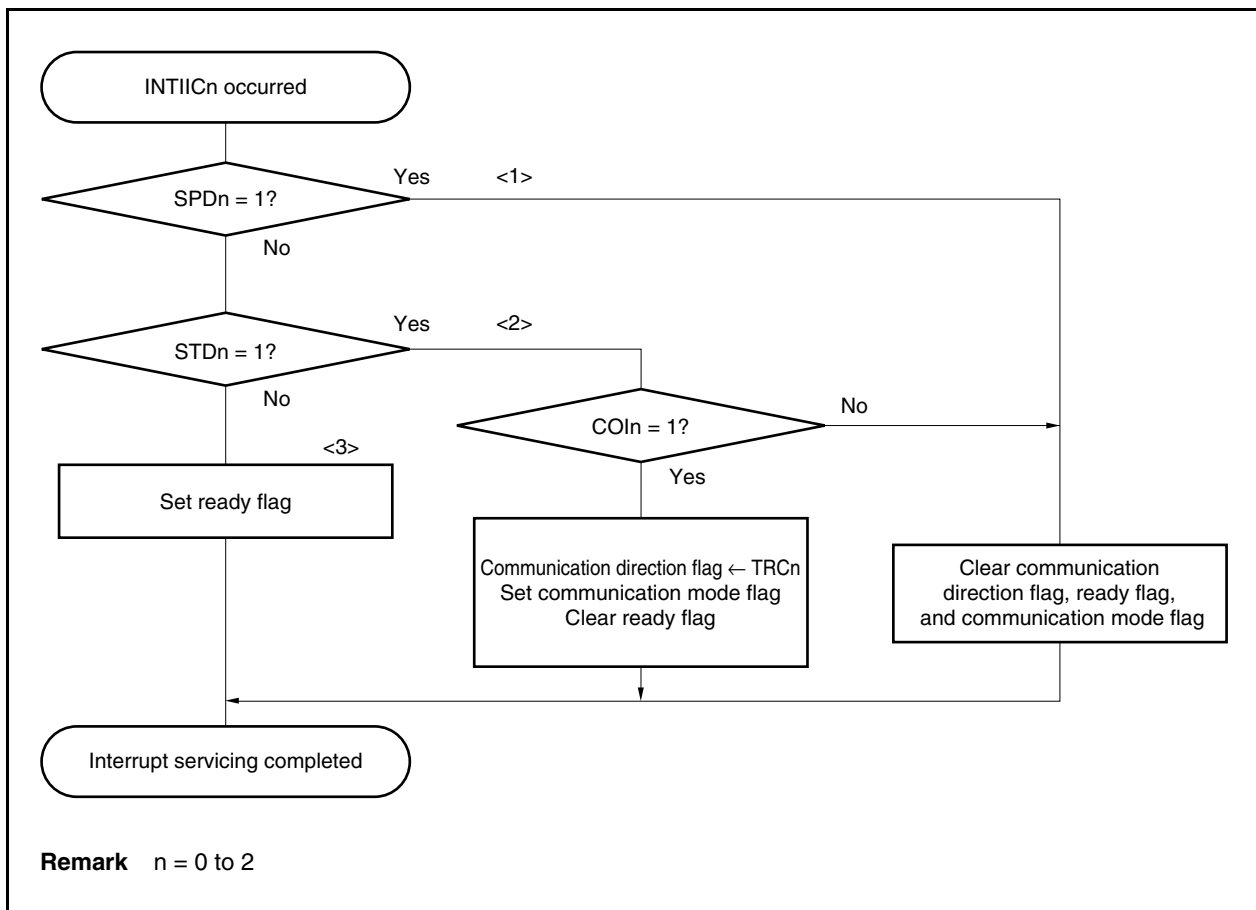 INTIICn occurred
Yes
<1>
SPDn = 1?
No
Yes
<2>
STDn = 1?
No
COIn = 1?
No
Yes
<3>
Set ready flag
Communication direction flag ← TRCn
Set communication mode flag
Clear ready flag
Clear communication
direction flag, ready flag,
and communication mode flag
Interrupt servicing completed
Remark n = 0 to 2